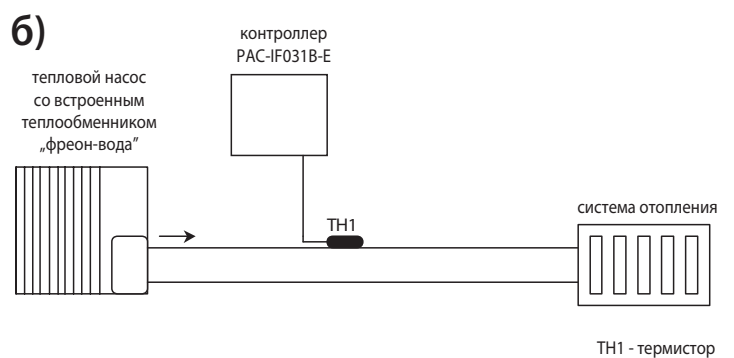 б)
контроллер
PAC-IF031B-E
тепловой насос
со встроенным
теплообменником
„фреон-вода”
TH1
система отопления
TH1 - термистор